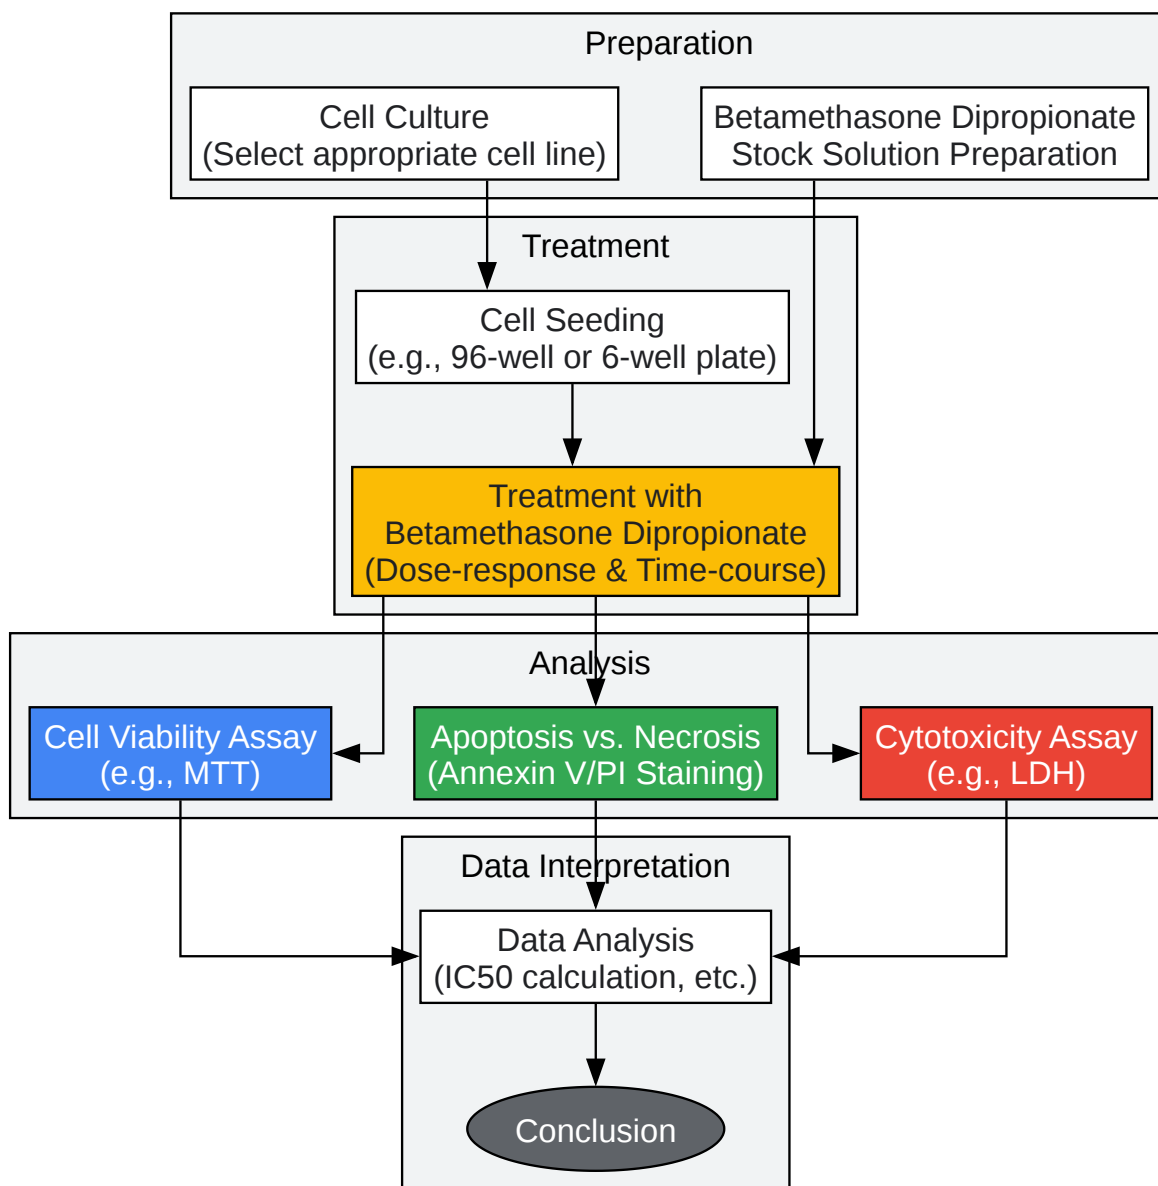 Preparation
Cell Culture
(Select appropriate cell line)
Betamethasone Dipropionate
Stock Solution Preparation
Treatment
Cell Seeding
(e.g., 96-well or 6-well plate)
Treatment with
Betamethasone Dipropionate
(Dose-response & Time-course)
Analysis
Cell Viability Assay
(e.g., MTT)
Apoptosis vs. Necrosis
(Annexin V/PI Staining)
Cytotoxicity Assay
(e.g., LDH)
Data Interpretation
Data Analysis
(IC50 calculation, etc.)
Conclusion